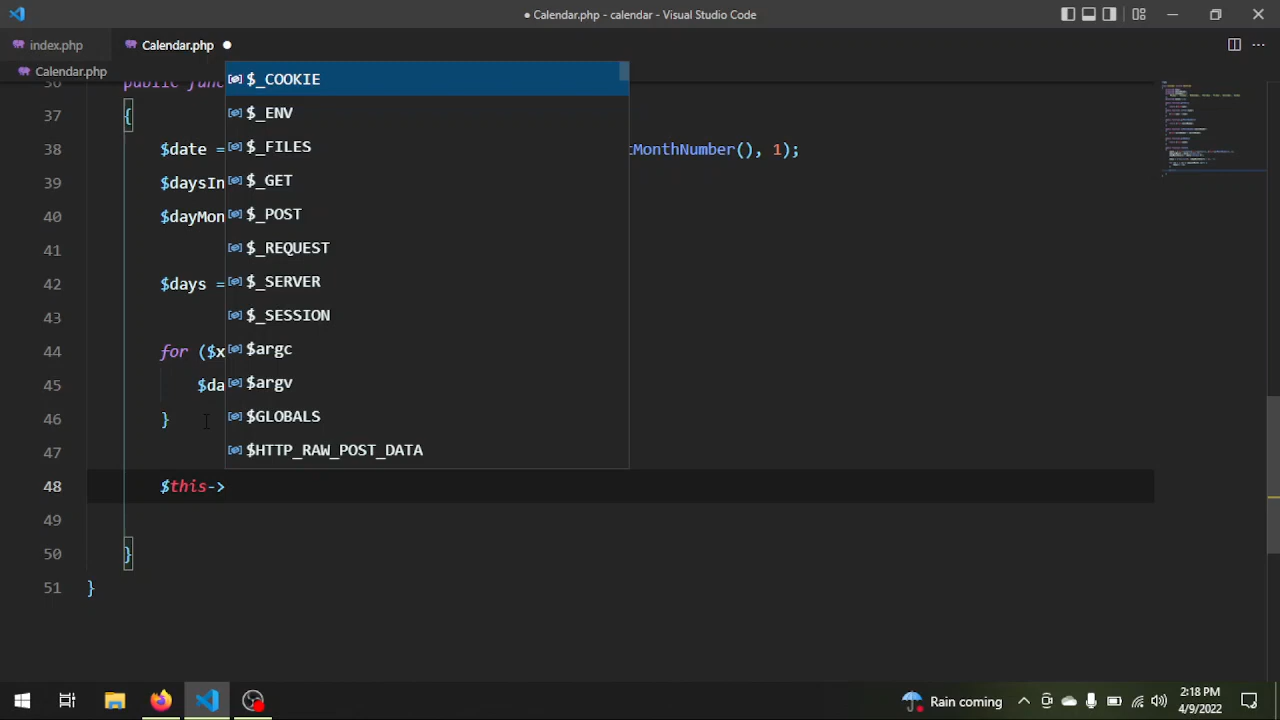 Calendar.php - calendar - Visual Studio Code
index.php
Calendar.php
Calendar.php
36 public func
37 {
38 $date = tMonthNumber(), 1);
39 $daysIn
40 $dayMon
41
42 $days =
43
44 for ($x
45 $da
46 }
47
48 $this->
49
50 }
51 }
$_COOKIE
$_ENV
$_FILES
$_GET
$_POST
$_REQUEST
$_SERVER
$_SESSION
$argc
$argv
$GLOBALS
$HTTP_RAW_POST_DATA
Rain coming
2:18 PM
4/9/2022